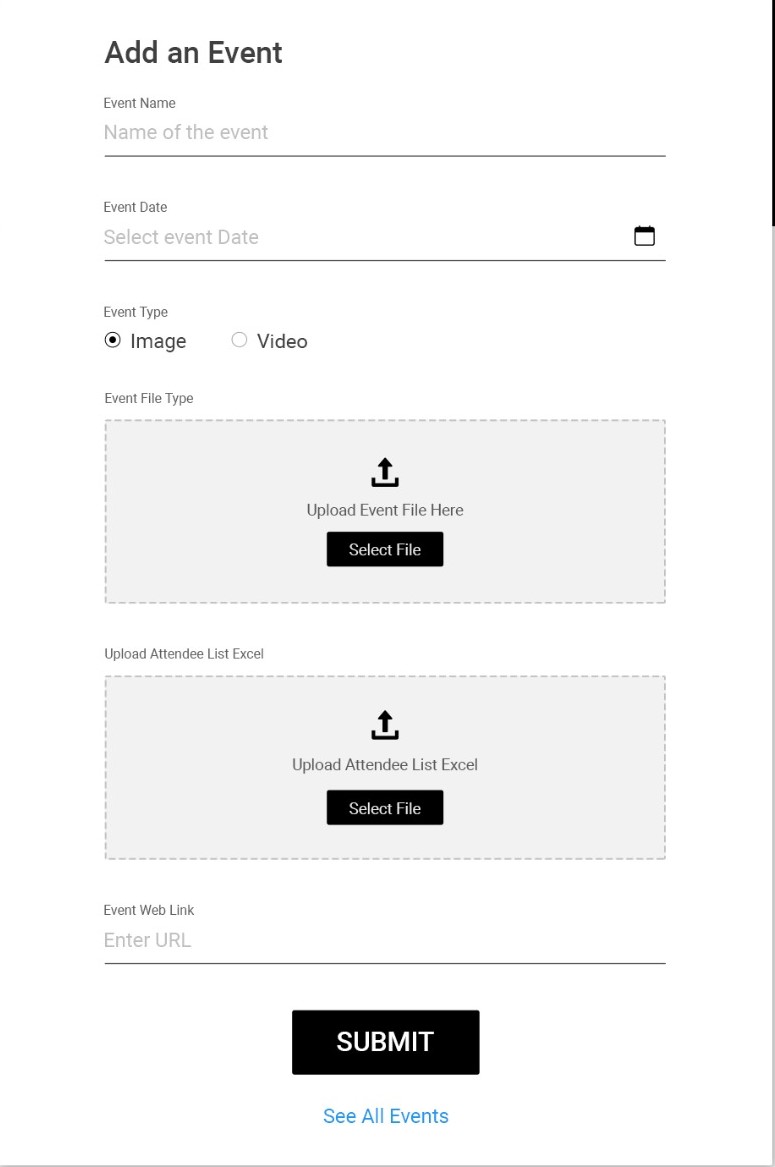 Add an Event
Event Name
Name of the event
Event Date
Select event Date
Event Type
Image Video
Event File Type
Upload Event File Here
Select File
Upload Attendee List Excel
Upload Attendee List Excel
Select File
Event Web Link
Enter URL
SUBMIT
See All Events